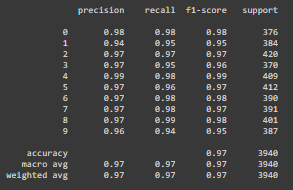 precision recall f1-score support
0 0.98 0.98 0.98 376
1 0.94 0.95 0.95 384
2 0.97 0.97 0.97 420
3 0.97 0.95 0.96 370
4 0.99 0.98 0.99 409
5 0.97 0.96 0.97 412
6 0.97 0.98 0.98 390
7 0.97 0.98 0.97 391
8 0.97 0.99 0.98 401
9 0.96 0.94 0.95 387
accuracy 0.97 3940
macro avg 0.97 0.97 0.97 3940
weighted avg 0.97 0.97 0.97 3940